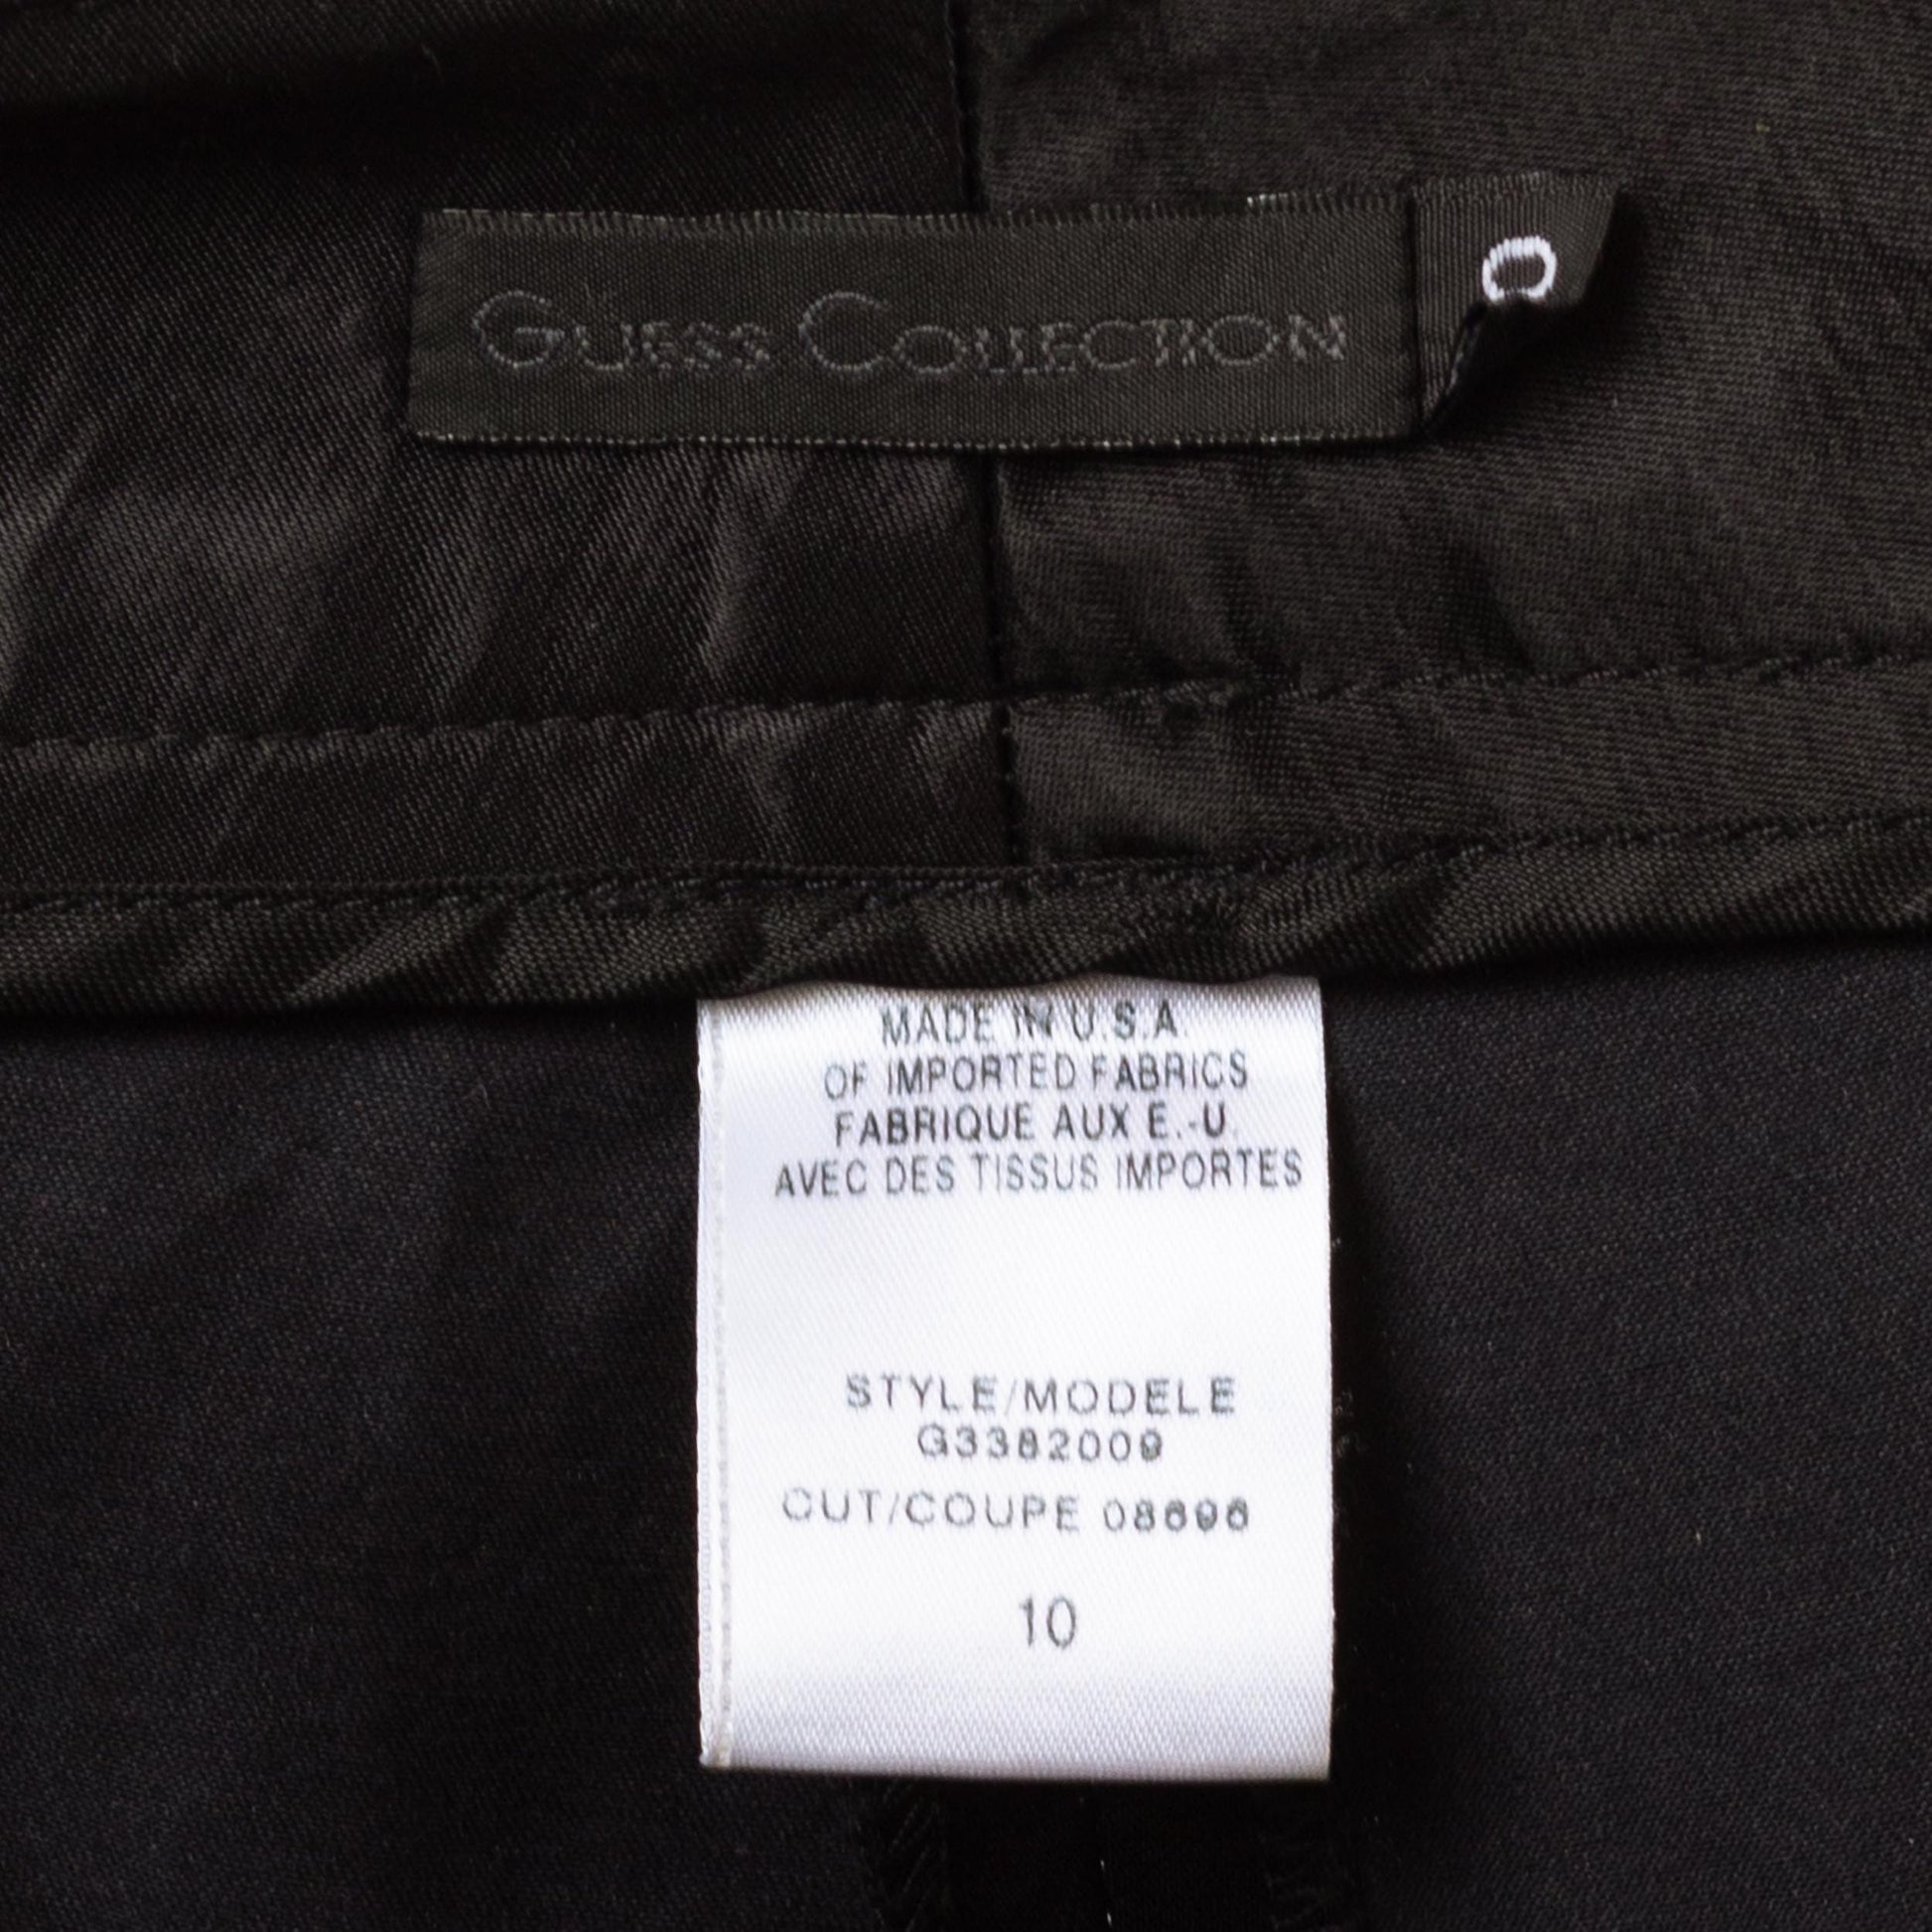 GUESS COLLECTION
0
MADE IN U.S.A
OF IMPORTED FABRICS
FABRIQUE AUX E.-U.
AVEC DES TISSUS IMPORTES
STYLE/MODELE
G3382009
CUT/COUPE 08696
10